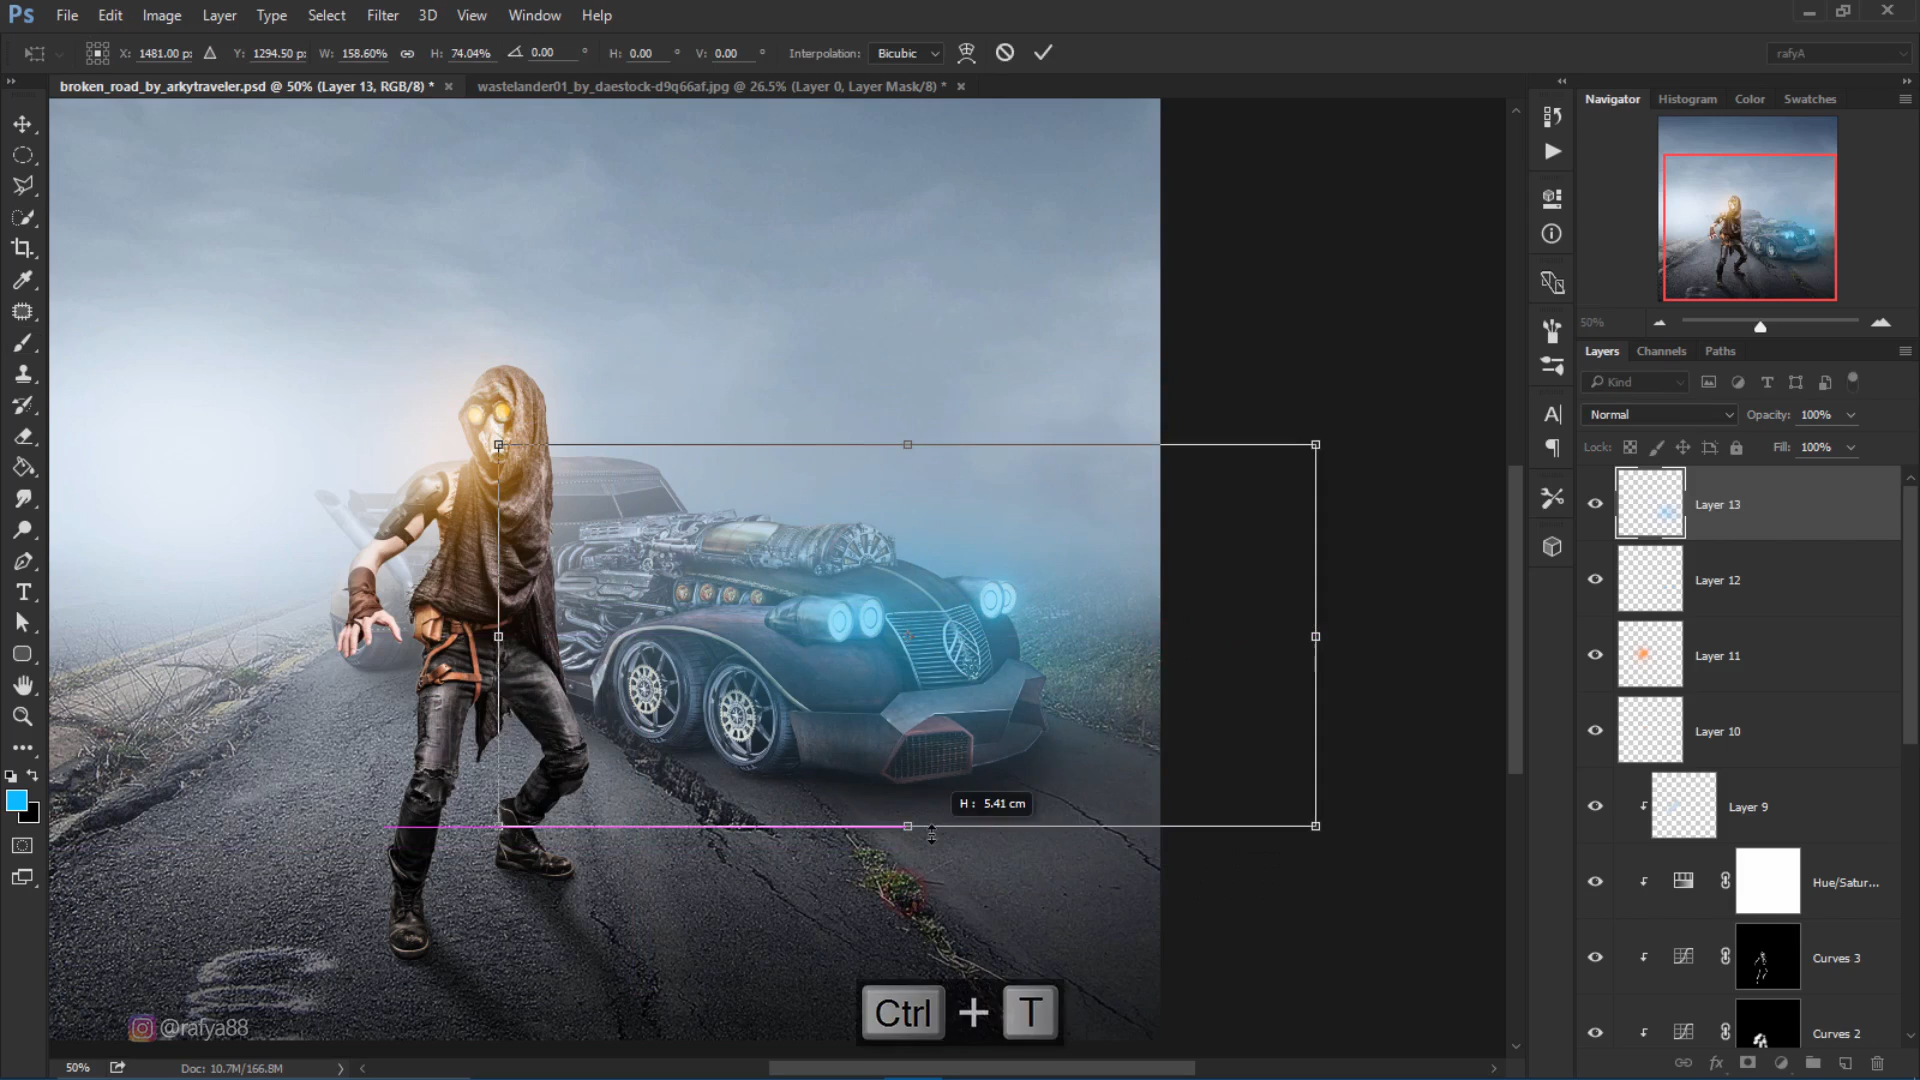 Ps File Edit Image Layer Type Select Filter 3D View Window Help
X: 1481.00 p: Y: 1294.50 p: W: 158.60% H: 74.04% 0.00 ° H: 0.00 ° V: 0.00 ° Interpolation: Bicubic rafyA
broken_road_by_arkytraveler.psd @ 50% (Layer 13, RGB/8) * wastelander01_by_daestock-d9q66af.jpg @ 26.5% (Layer 0, Layer Mask/8) *
Navigator Histogram Color Swatches
50%
Layers Channels Paths
Kind
Normal Opacity: 100%
Lock: Fill: 100%
Layer 13
Layer 12
Layer 11
Layer 10
Layer 9
Hue/Satur...
Curves 3
Curves 2
H : 5.41 cm
Ctrl + T
@rafya88
50% Doc: 10.7M/166.8M